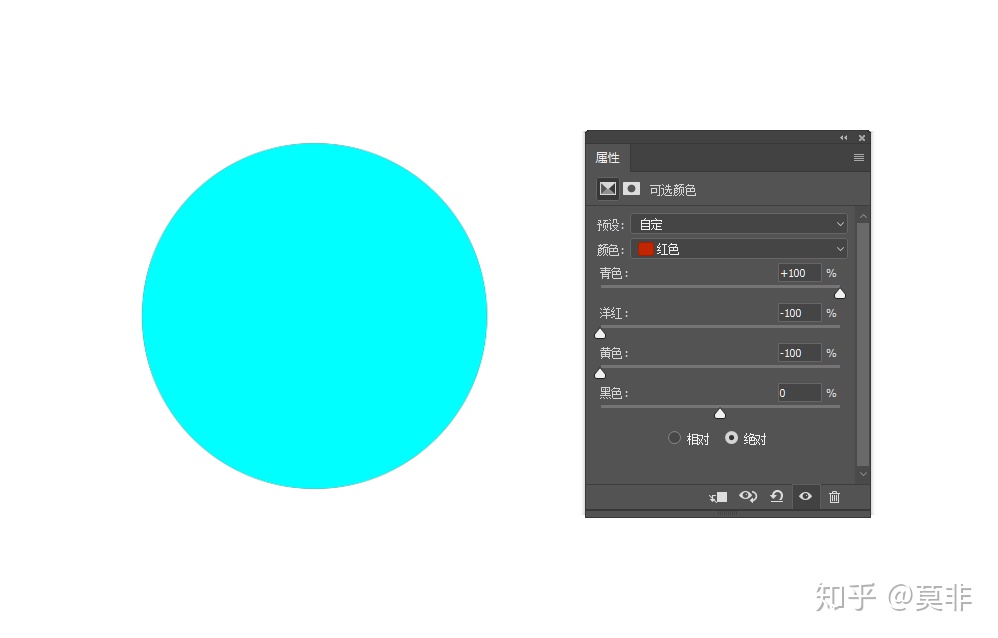 属性
可选颜色
预设: 自定
颜色: 红色
青色: +100 %
洋红: -100 %
黄色: -100 %
黑色: 0 %
相对 绝对
知乎 @莫非